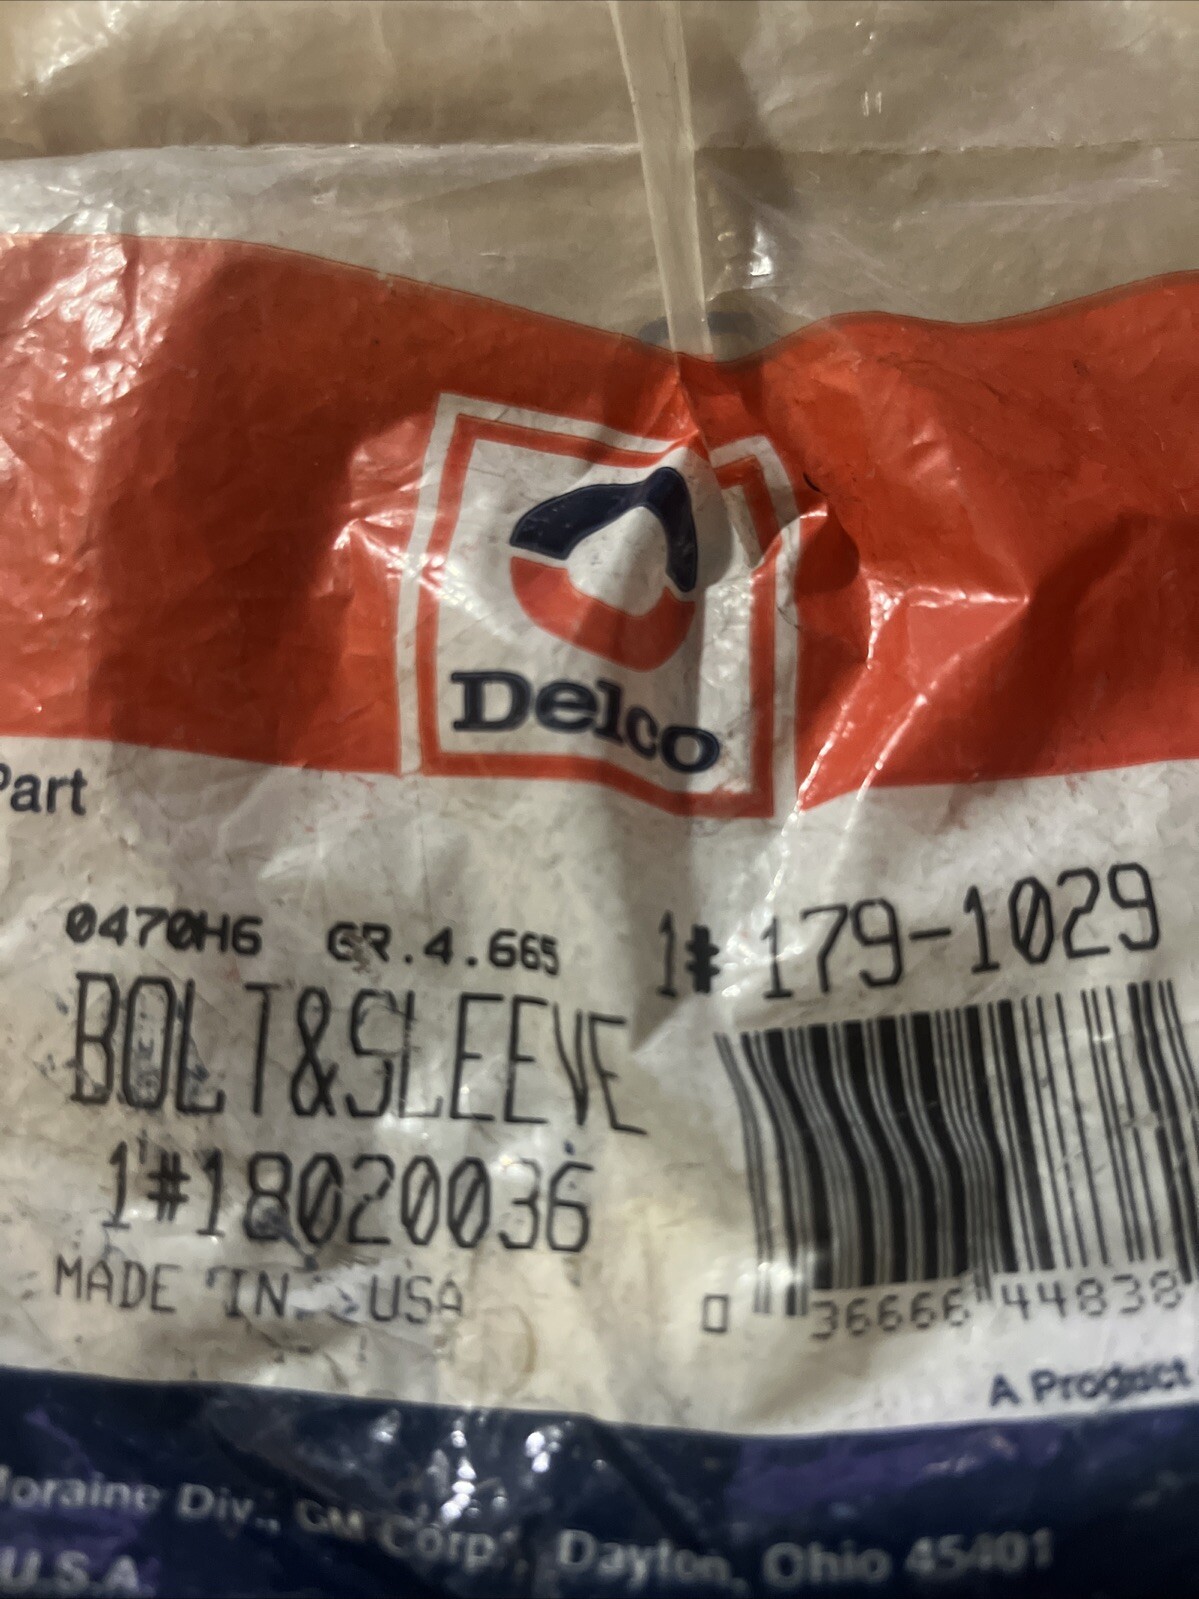 Delco
Part
0470H6 GR.4.665 1# 179-1029
BOLT&SLEEVE
1#18020036
MADE IN USA
0 36666 44838
A Product
Moraine Div., GM Corp., Dayton, Ohio 45401
U.S.A.